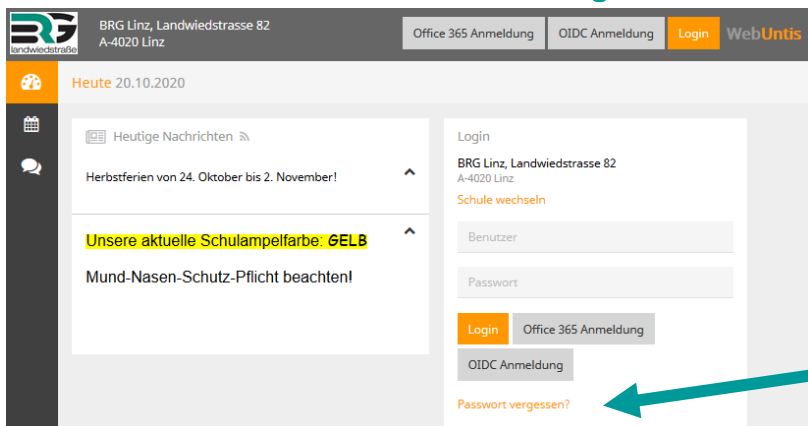 BRG Linz, Landwiedstrasse 82
A-4020 Linz
Office 365 Anmeldung
OIDC Anmeldung
Login
WebUntis
BRG
landwiedstraße
Heute 20.10.2020
Heutige Nachrichten
Herbstferien von 24. Oktober bis 2. November!
Unsere aktuelle Schulampelfarbe: GELB
Mund-Nasen-Schutz-Pflicht beachten!
Login
BRG Linz, Landwiedstrasse 82
A-4020 Linz
Schule wechseln
Benutzer
Passwort
Login
Office 365 Anmeldung
OIDC Anmeldung
Passwort vergessen?